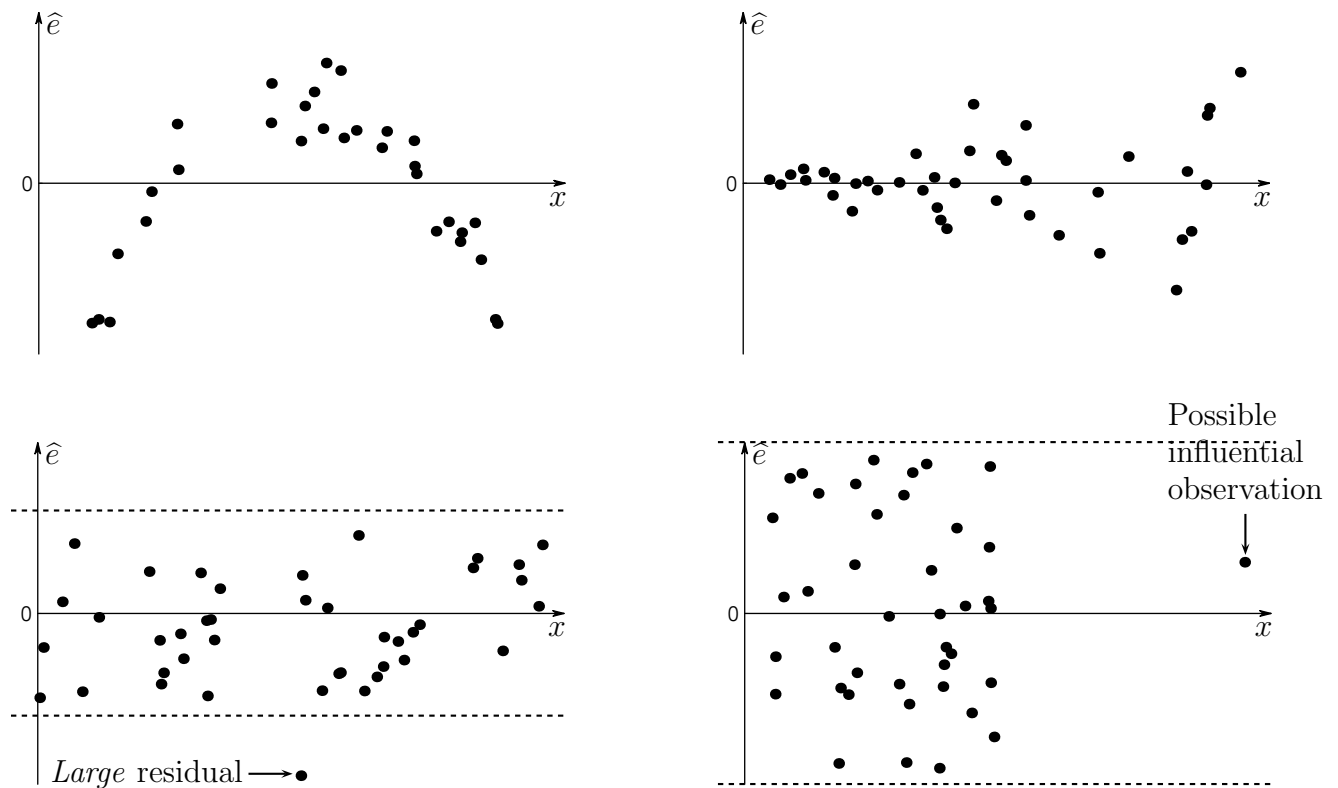 ê
0
x
ê
0
x
ê
0
x
Large residual
ê
0
x
Possible
influential
observation